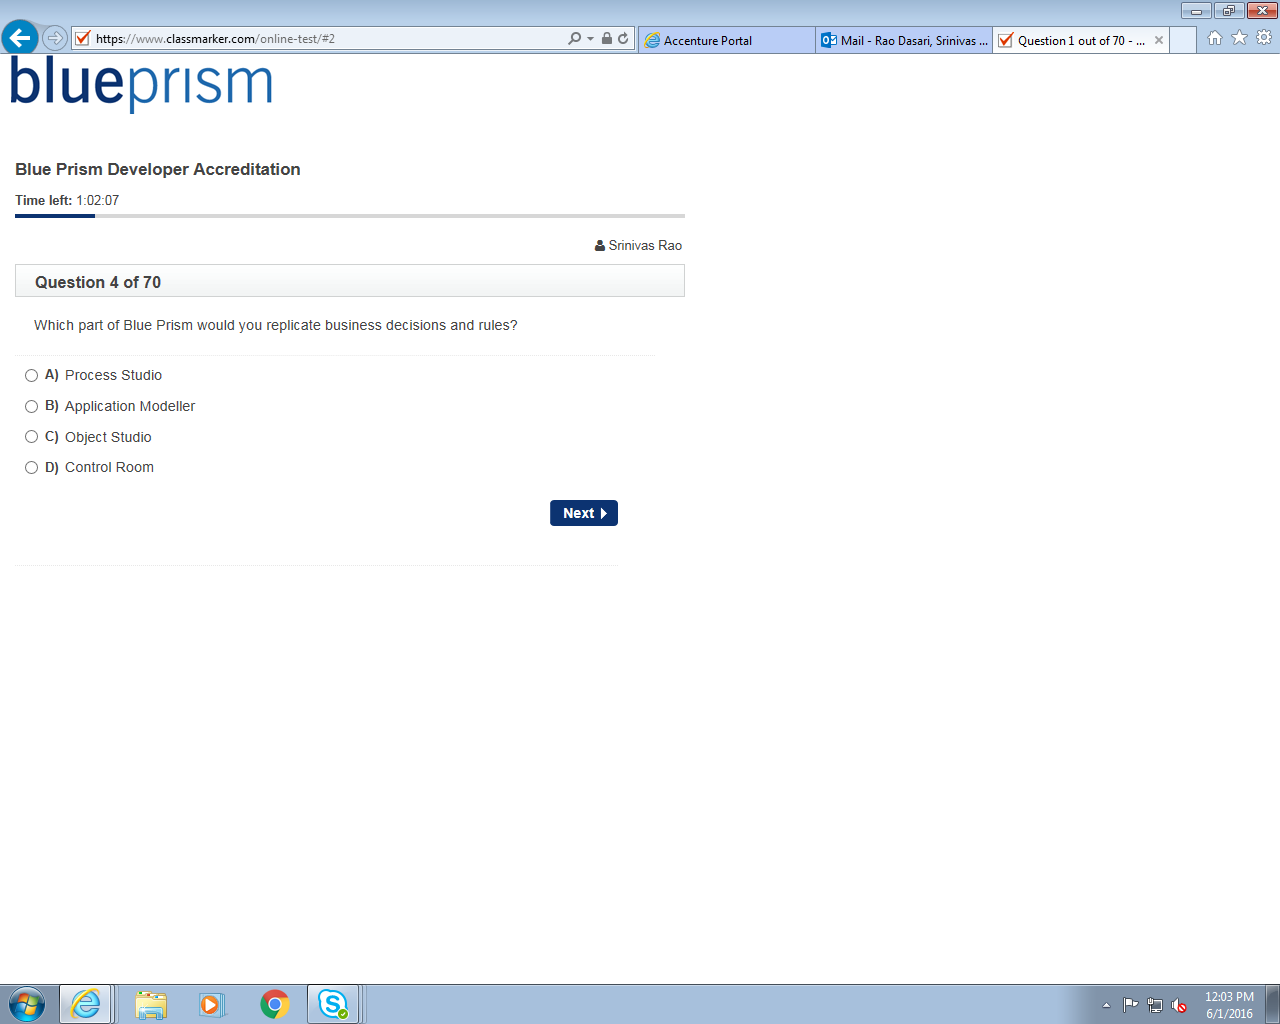 https://www.classmarker.com/online-test/#2
Accenture Portal
Mail - Rao Dasari, Srinivas ...
Question 1 out of 70 - ...
blueprism
Blue Prism Developer Accreditation
Time left: 1:02:07
Srinivas Rao
Question 4 of 70
Which part of Blue Prism would you replicate business decisions and rules?
A) Process Studio
B) Application Modeller
C) Object Studio
D) Control Room
Next
12:03 PM
6/1/2016